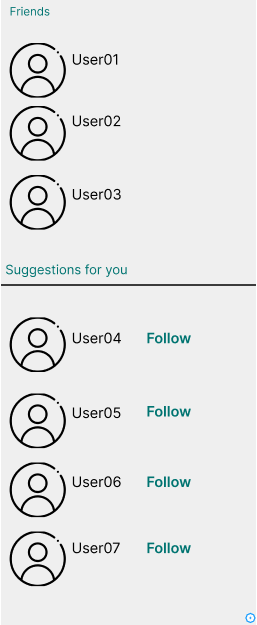 Friends
User01
User02
User03
Suggestions for you
User04 Follow
User05 Follow
User06 Follow
User07 Follow